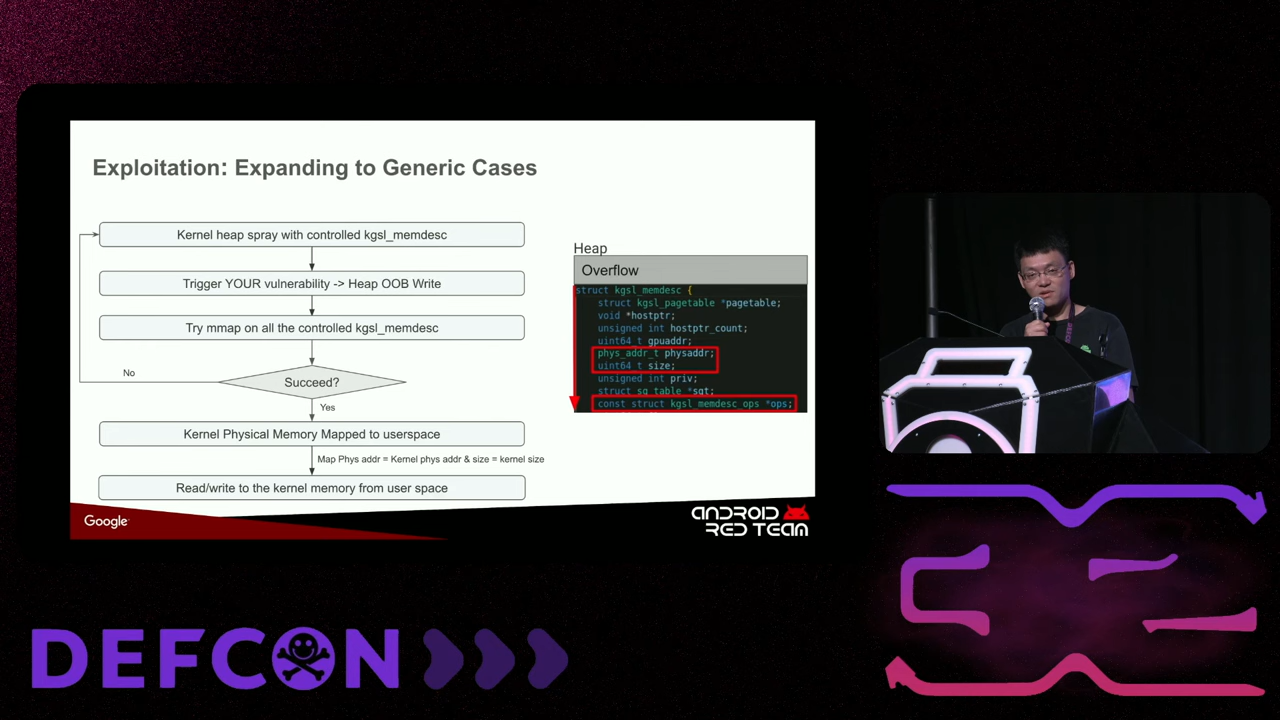 Exploitation: Expanding to Generic Cases
Kernel heap spray with controlled kgsl_memdesc
Trigger YOUR vulnerability -> Heap OOB Write
Try mmap on all the controlled kgsl_memdesc
No
Succeed?
Yes
Kernel Physical Memory Mapped to userspace
Map Phys addr = Kernel phys addr & size = kernel size
Read/write to the kernel memory from user space
Heap
Overflow
struct kgsl_memdesc {
struct kgsl_pagetable *pagetable;
void *hostptr;
unsigned int hostptr_count;
uint64_t gpuaddr;
phys_addr_t physaddr;
uint64_t size;
unsigned int priv;
struct sg_table *sgt;
const struct kgsl_memdesc_ops *ops;
Google
ANDROID
RED TEAM
DEFCON